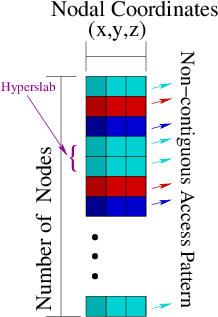 Nodal Coordinates
(x,y,z)
Hyperslab
{
Number of Nodes
Non-contiguous Access Pattern